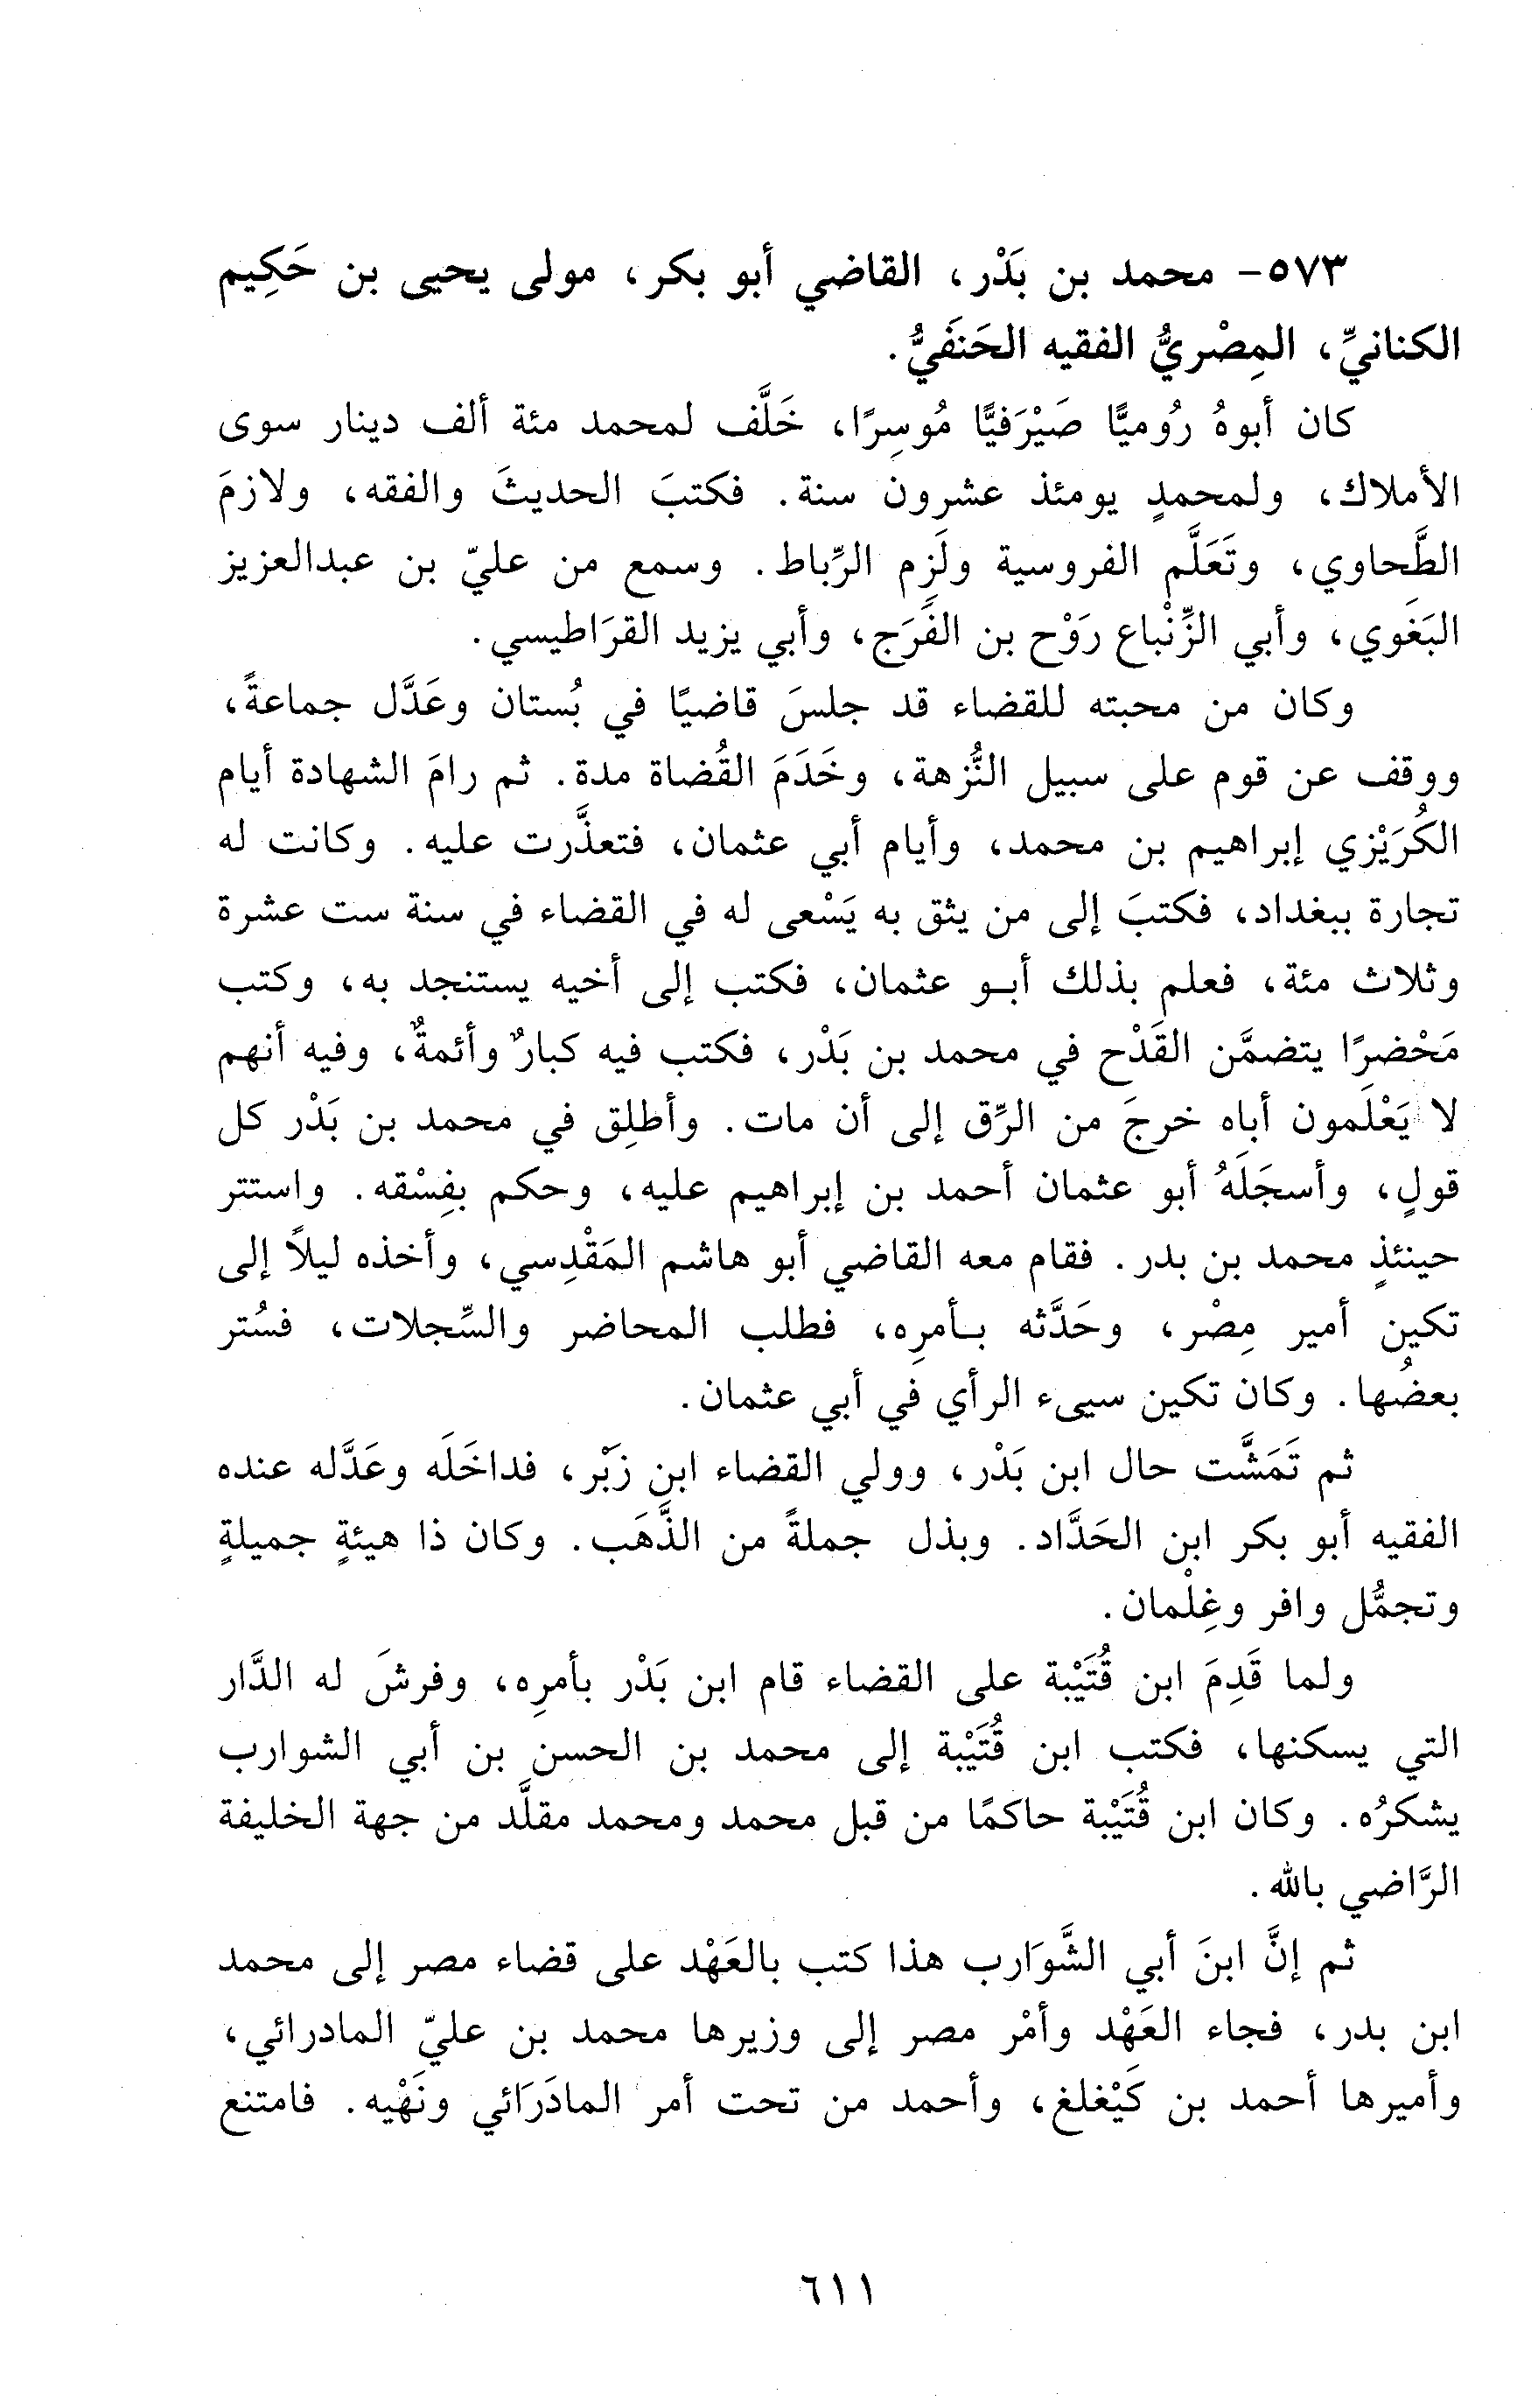 ٥٧٣- محمد بن بَدْر، القاضي أبو بكر، مولى يحيى بن حَكِيم
الكنانيِّ، المِصْريُّ الفقيه الحَنَفيُّ.
كان أبوهُ رُوميًّا صَيْرَفيًّا مُوسِرًا، خَلَّف لمحمد مئة ألف دينار سوى
الأملاك، ولمحمدٍ يومئذ عشرون سنة. فكتبَ الحديثَ والفقه، ولازمَ
الطَّحاوي، وتَعَلَّم الفروسية ولَزِم الرِّباط. وسمع من عليّ بن عبدالعزيز
البَغَوي، وأبي الزِّنْباع رَوْح بن الفَرَج، وأبي يزيد القرَاطيسي.
وكان من محبته للقضاء قد جلسَ قاضيًا في بُستان وعَدَّل جماعةً،
ووقف عن قوم على سبيل النُّزهة، وخَدَمَ القُضاة مدة. ثم رامَ الشهادة أيام
الكُرَيْزي إبراهيم بن محمد، وأيام أبي عثمان، فتعذَّرت عليه. وكانت له
تجارة ببغداد، فكتبَ إلى من يثق به يَسْعى له في القضاء في سنة ست عشرة
وثلاث مئة، فعلم بذلك أبو عثمان، فكتب إلى أخيه يستنجد به، وكتب
مَحْضرًا يتضمَّن القَدْح في محمد بن بَدْر، فكتب فيه كبارٌ وأئمةٌ، وفيه أنهم
لا يَعْلَمون أباه خرجَ من الرِّق إلى أن مات. وأطلِق في محمد بن بَدْر كل
قولٍ، وأسجَلَهُ أبو عثمان أحمد بن إبراهيم عليه، وحكم بفِسْقه. واستتر
حينئذٍ محمد بن بدر. فقام معه القاضي أبو هاشم المَقْدِسي، وأخذه ليلاً إلى
تكين أمير مِصْر، وحَدَّثه بأمرِه، فطلب المحاضر والسِّجلات، فسُتر
بعضُها. وكان تكين سيىء الرأي في أبي عثمان.
ثم تَمَشَّت حال ابن بَدْر، وولي القضاء ابن زَبْر، فداخَلَه وعَدَّله عنده
الفقيه أبو بكر ابن الحَدَّاد. وبذل جملةً من الذَّهَب. وكان ذا هيئةٍ جميلةٍ
وتجمُّل وافر وغِلْمان.
ولما قَدِمَ ابن قُتَيْبة على القضاء قام ابن بَدْر بأمرِه، وفرشَ له الدَّار
التي يسكنها، فكتب ابن قُتَيْبة إلى محمد بن الحسن بن أبي الشوارب
يشكرُه. وكان ابن قُتَيْبة حاكمًا من قبل محمد ومحمد مقلَّد من جهة الخليفة
الرَّاضي بالله.
ثم إنَّ ابنَ أبي الشَّوَارب هذا كتب بالعَهْد على قضاء مصر إلى محمد
ابن بدر، فجاء العَهْد وأمْر مصر إلى وزيرها محمد بن عليّ المادرائي،
وأميرها أحمد بن كَيْغلغ، وأحمد من تحت أمر المادَرَائي ونَهْيه. فامتنع
٦١١